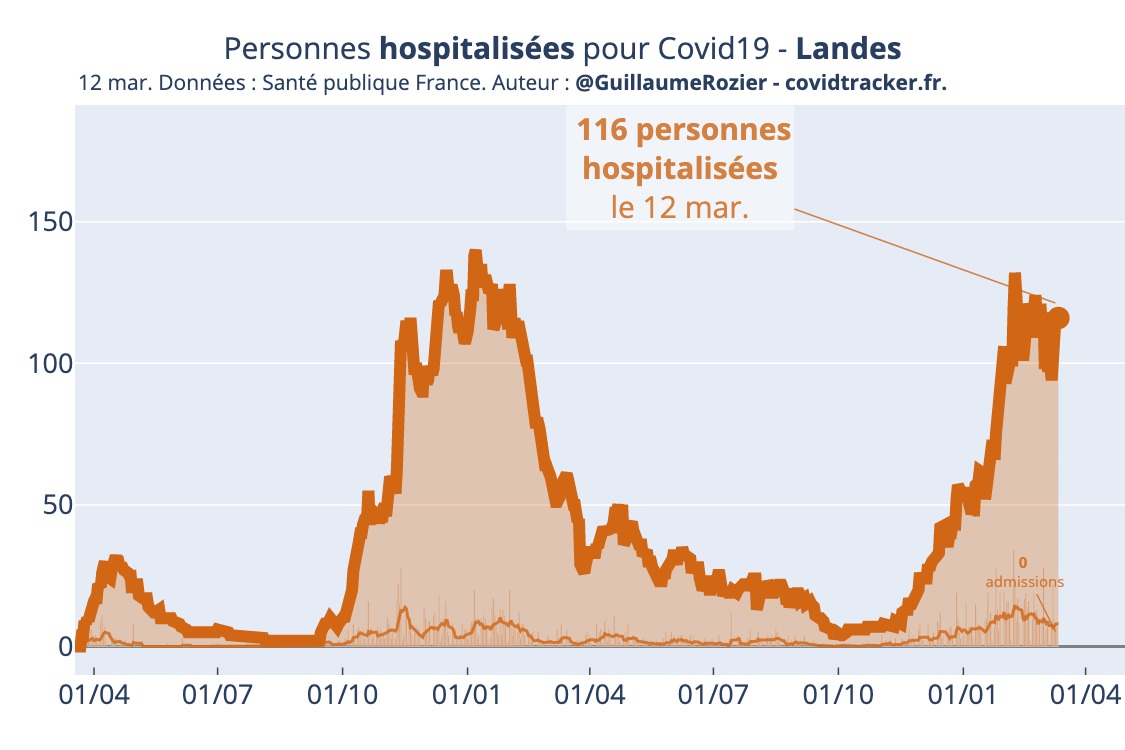 Personnes hospitalisées pour Covid19 - Landes
12 mar. Données : Santé publique France. Auteur : @GuillaumeRozier - covidtracker.fr.
116 personnes
hospitalisées
le 12 mar.
150
100
50
0
0
admissions
01/04 01/07 01/10 01/01 01/04 01/07 01/10 01/01 01/04